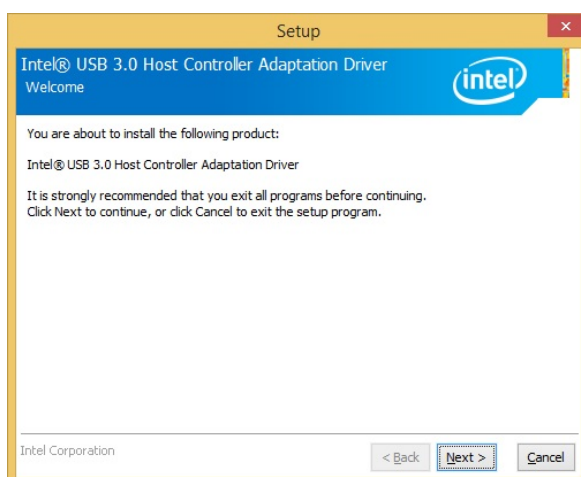 Setup
Intel® USB 3.0 Host Controller Adaptation Driver
Welcome
intel
You are about to install the following product:
Intel® USB 3.0 Host Controller Adaptation Driver
It is strongly recommended that you exit all programs before continuing.
Click Next to continue, or click Cancel to exit the setup program.
Intel Corporation
< Back
Next >
Cancel